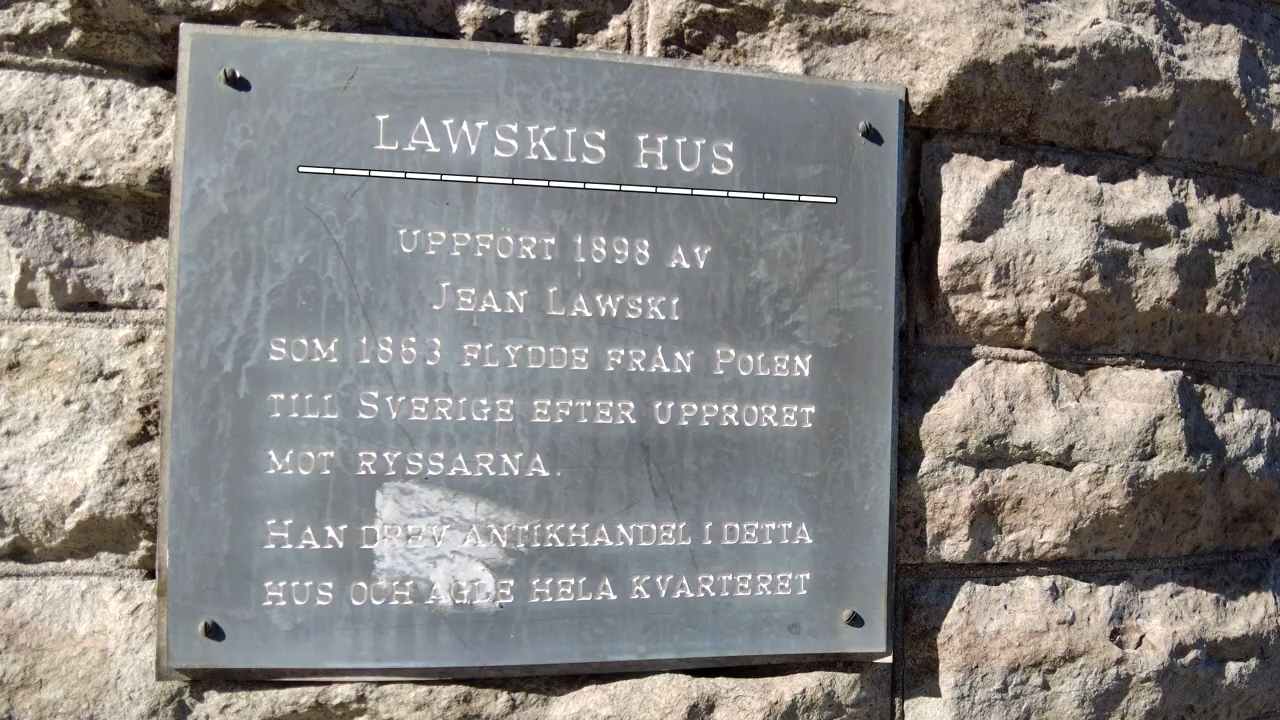 LAWSKIS HUS
UPPFÖRT 1898 AV
JEAN LAWSKI
SOM 1863 FLYDDE FRÅN POLEN
TILL SVERIGE EFTER UPPRORET
MOT RYSSARNA.
HAN DREV ANTIKHANDEL I DETTA
HUS OCH ÄGDE HELA KVARTERET